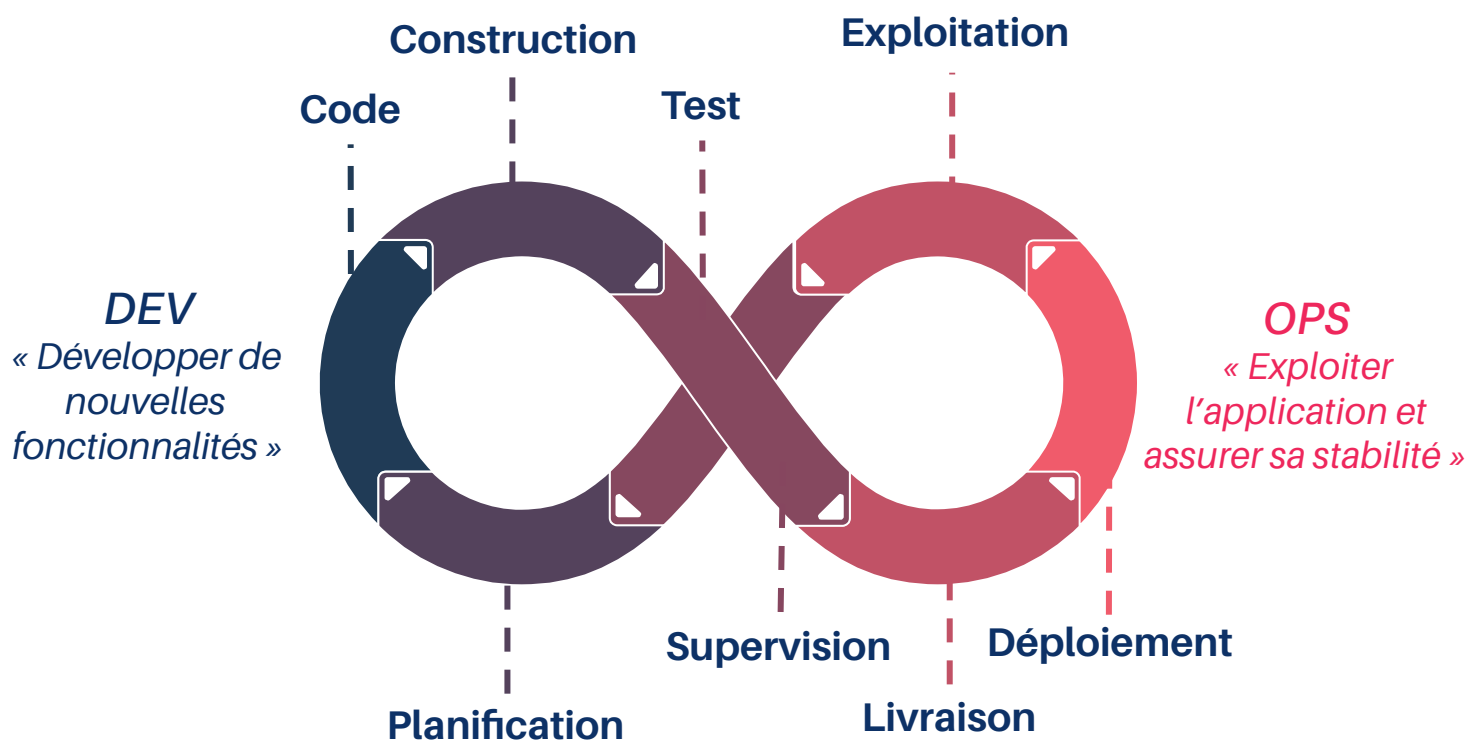 Construction
Exploitation
Code
Test
DEV
« Développer de
nouvelles
fonctionnalités »
OPS
« Exploiter
l’application et
assurer sa stabilité »
Supervision
Déploiement
Planification
Livraison